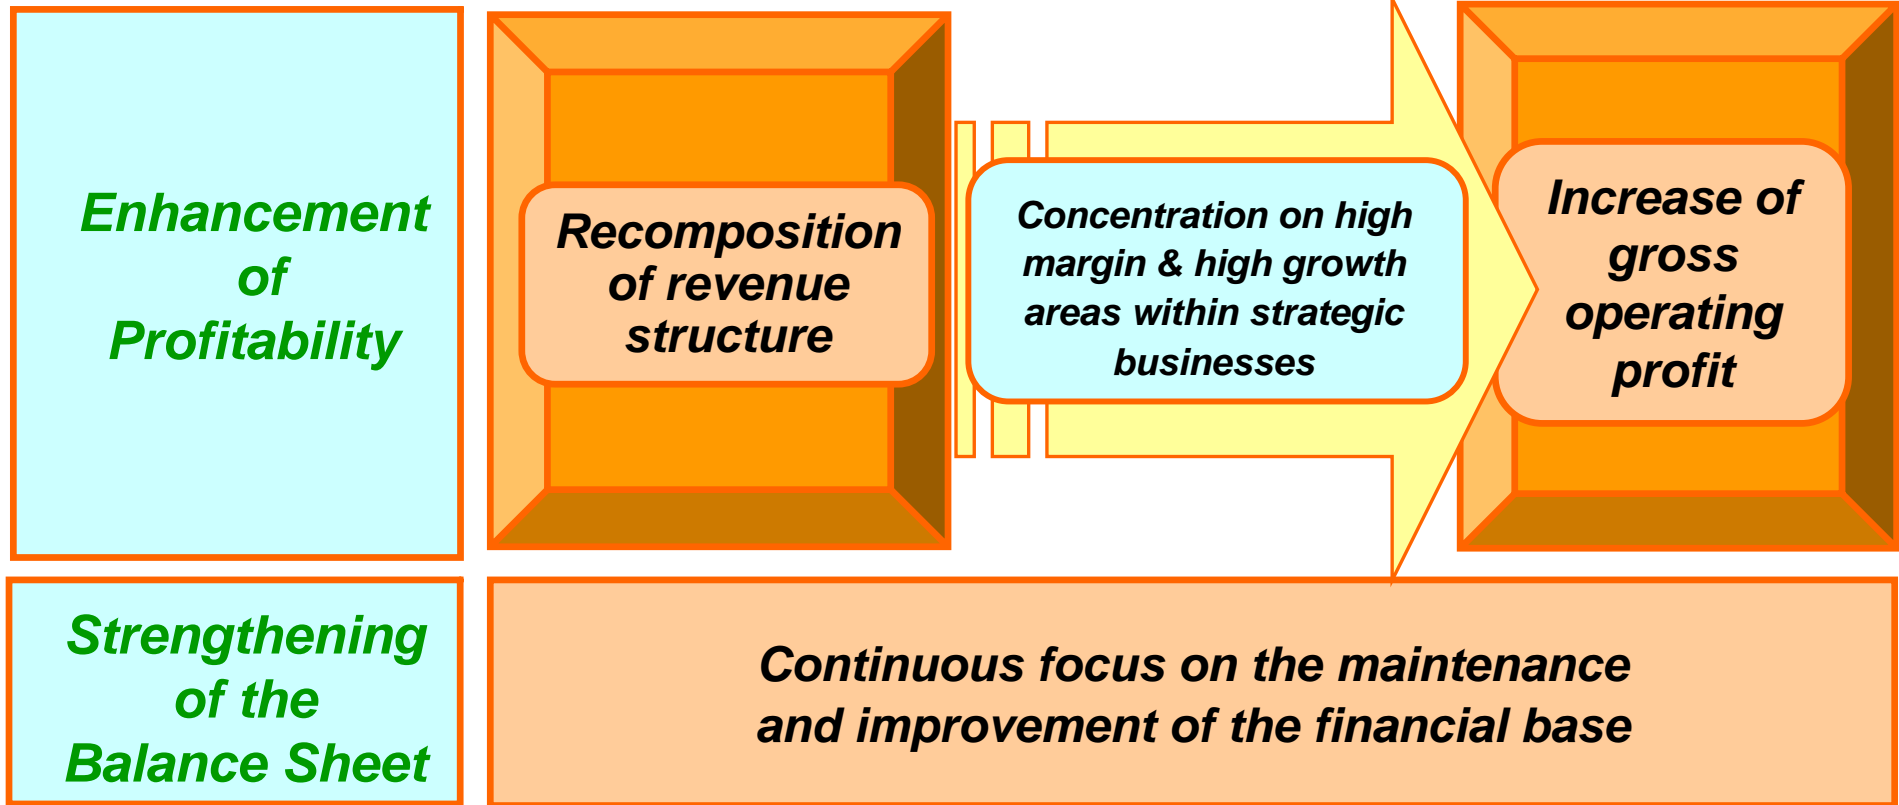 Enhancement
of
Profitability
Recomposition
of revenue
structure
Concentration on high
margin & high growth
areas within strategic
businesses
Increase of
gross
operating
profit
Strengthening
of the
Balance Sheet
Continuous focus on the maintenance
and improvement of the financial base